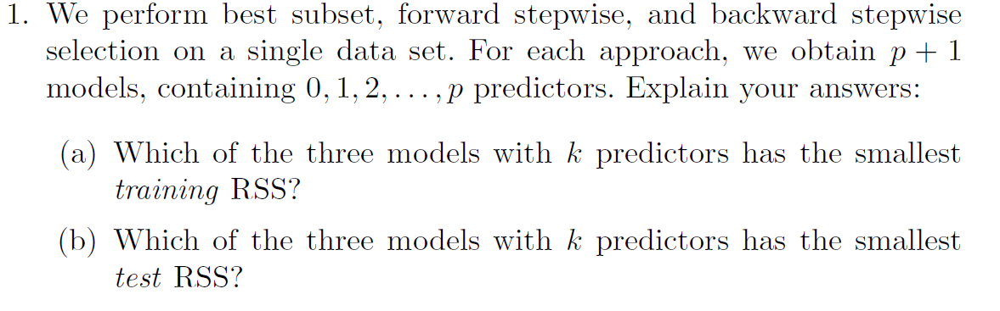 1. We perform best subset, forward stepwise, and backward stepwise
selection on a single data set. For each approach, we obtain p + 1
models, containing 0, 1, 2, . . . , p predictors. Explain your answers:
(a) Which of the three models with k predictors has the smallest
training RSS?
(b) Which of the three models with k predictors has the smallest
test RSS?